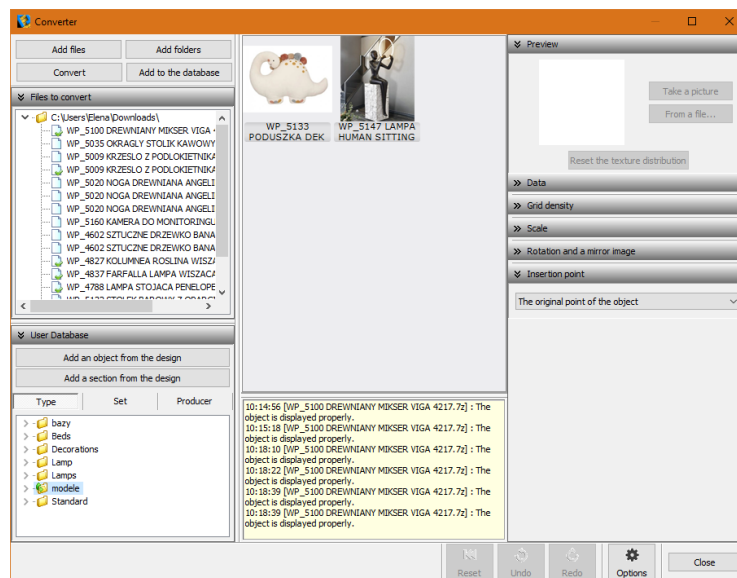 Converter
Add files
Add folders
Convert
Add to the database
Files to convert
C:\Users\Elena\Downloads\
WP_5100 DREWNIANY MIKSER VIGA
WP_5035 OKRAGLY STOLIK KAWOWY
WP_5009 KRZESLO Z PODLOKIETNIKA
WP_5009 KRZESLO Z PODLOKIETNIKA
WP_5020 NOGA DREWNIANA ANGELI
WP_5020 NOGA DREWNIANA ANGELI
WP_5020 NOGA DREWNIANA ANGELI
WP_5160 KAMERA DO MONITORINGU
WP_4602 SZTUCZNE DRZEWKO BANA
WP_4602 SZTUCZNE DRZEWKO BANA
WP_4827 KOLUMNEA ROSLINA WISZA
WP_4837 FARFALLA LAMPA WISZACA
WP_4788 LAMPA STOJACA PENELOPE
User Database
Add an object from the design
Add a section from the design
Type
Set
Producer
bazy
Beds
Decorations
Lamp
Lamps
modele
Standard
WP_5133
PODUSZKA DEK
WP_5147 LAMPA
HUMAN SITTING
10:14:56 [WP_5100 DREWNIANY MIKSER VIGA 4217.7z] : The
object is displayed properly.
10:15:18 [WP_5100 DREWNIANY MIKSER VIGA 4217.7z] : The
object is displayed properly.
10:18:10 [WP_5100 DREWNIANY MIKSER VIGA 4217.7z] : The
object is displayed properly.
10:18:22 [WP_5100 DREWNIANY MIKSER VIGA 4217.7z] : The
object is displayed properly.
10:18:39 [WP_5100 DREWNIANY MIKSER VIGA 4217.7z] : The
object is displayed properly.
10:18:39 [WP_5100 DREWNIANY MIKSER VIGA 4217.7z] : The
object is displayed properly.
Preview
Take a picture
From a file...
Reset the texture distribution
Data
Grid density
Scale
Rotation and a mirror image
Insertion point
The original point of the object
Reset
Undo
Redo
Options
Close